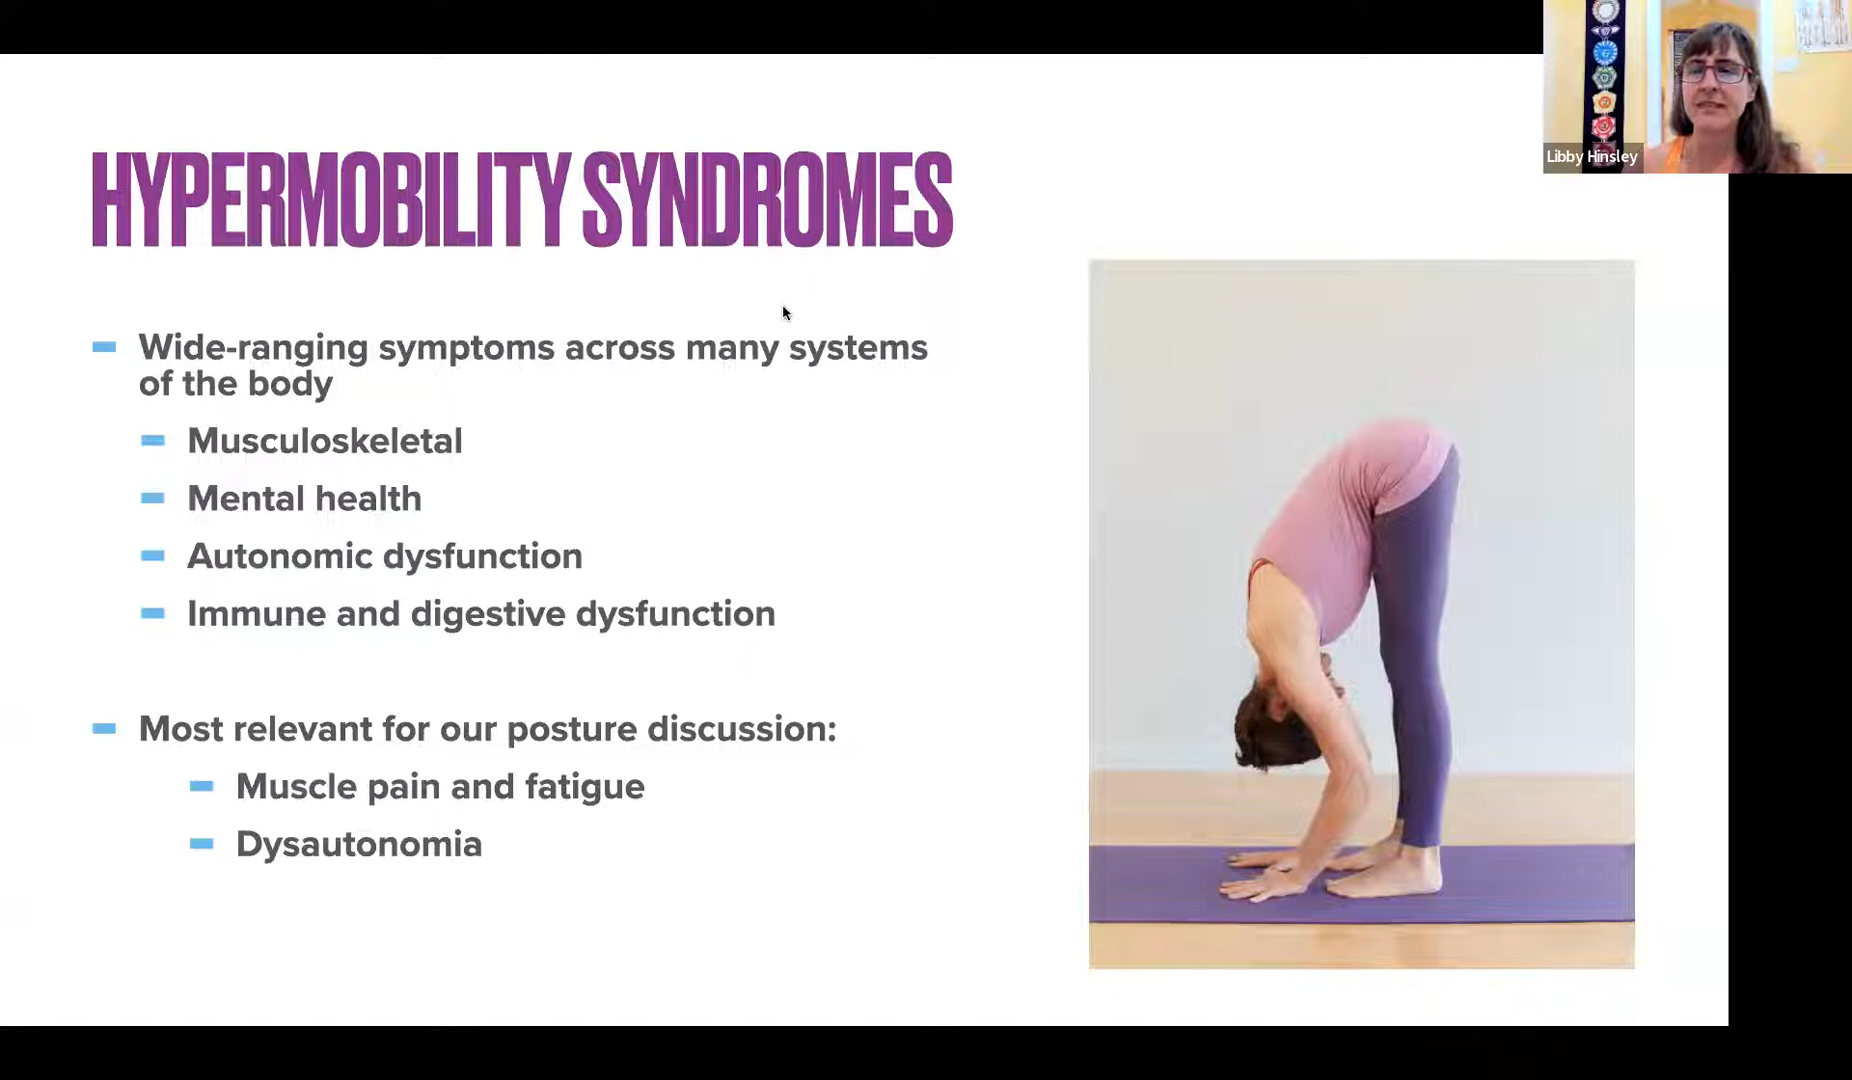 Libby Hinsley
HYPERMOBILITY SYNDROMES
Wide-ranging symptoms across many systems
of the body
Musculoskeletal
Mental health
Autonomic dysfunction
Immune and digestive dysfunction
Most relevant for our posture discussion:
Muscle pain and fatigue
Dysautonomia